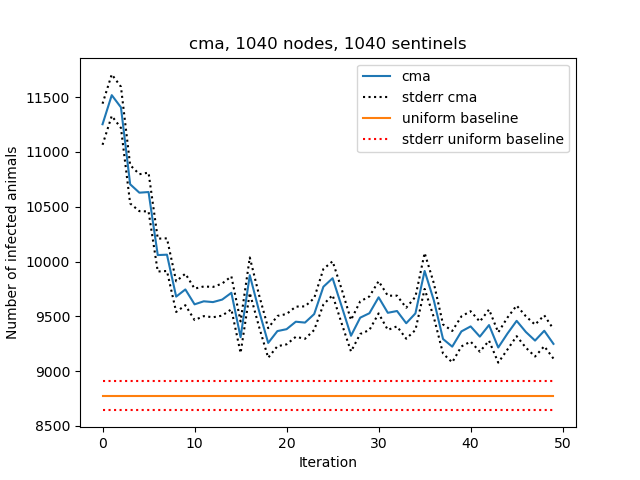 cma, 1040 nodes, 1040 sentinels
cma
stderr cma
uniform baseline
stderr uniform baseline
Number of infected animals
11500
11000
10500
10000
9500
9000
8500
0 10 20 30 40 50
Iteration